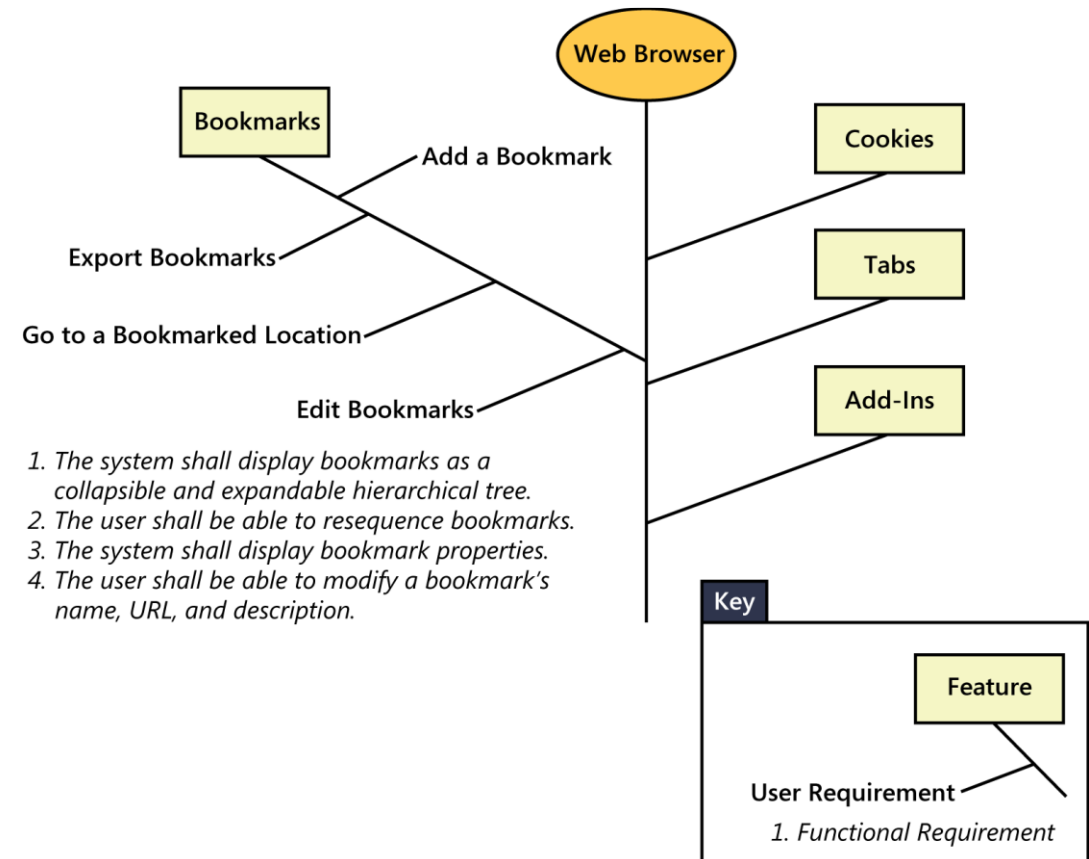 Web Browser
Bookmarks
Cookies
Add a Bookmark
Export Bookmarks
Tabs
Go to a Bookmarked Location
Add-Ins
Edit Bookmarks
1. The system shall display bookmarks as a
collapsible and expandable hierarchical tree.
2. The user shall be able to resequence bookmarks.
3. The system shall display bookmark properties.
4. The user shall be able to modify a bookmark’s
name, URL, and description.
Key
Feature
User Requirement
1. Functional Requirement